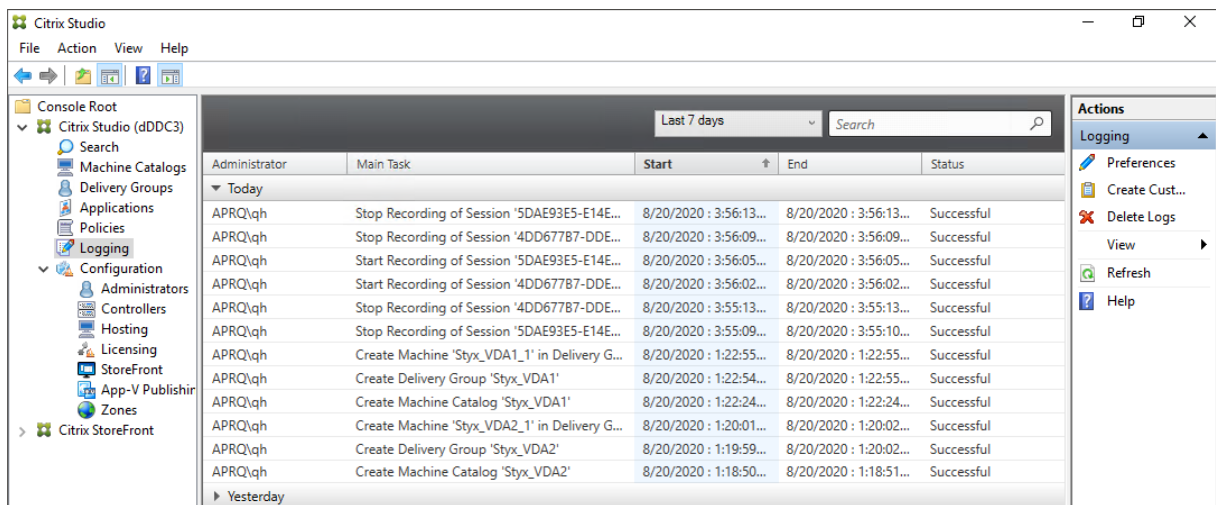 Citrix Studio
File Action View Help
Console Root
Citrix Studio (dDDC3)
Search
Machine Catalogs
Delivery Groups
Applications
Policies
Logging
Configuration
Administrators
Controllers
Hosting
Licensing
StoreFront
App-V Publishin
Zones
Citrix StoreFront
Last 7 days Search
Administrator Main Task Start End Status
Today
APRQ\qh Stop Recording of Session '5DAE93E5-E14E... 8/20/2020 : 3:56:13... 8/20/2020 : 3:56:13... Successful
APRQ\qh Stop Recording of Session '4DD677B7-DDE... 8/20/2020 : 3:56:09... 8/20/2020 : 3:56:09... Successful
APRQ\qh Start Recording of Session '5DAE93E5-E14E... 8/20/2020 : 3:56:05... 8/20/2020 : 3:56:05... Successful
APRQ\qh Start Recording of Session '4DD677B7-DDE... 8/20/2020 : 3:56:02... 8/20/2020 : 3:56:02... Successful
APRQ\qh Stop Recording of Session '4DD677B7-DDE... 8/20/2020 : 3:55:13... 8/20/2020 : 3:55:13... Successful
APRQ\qh Stop Recording of Session '5DAE93E5-E14E... 8/20/2020 : 3:55:09... 8/20/2020 : 3:55:10... Successful
APRQ\qh Create Machine 'Styx_VDA1_1' in Delivery G... 8/20/2020 : 1:22:55... 8/20/2020 : 1:22:55... Successful
APRQ\qh Create Delivery Group 'Styx_VDA1' 8/20/2020 : 1:22:54... 8/20/2020 : 1:22:55... Successful
APRQ\qh Create Machine Catalog 'Styx_VDA1' 8/20/2020 : 1:22:24... 8/20/2020 : 1:22:24... Successful
APRQ\qh Create Machine 'Styx_VDA2_1' in Delivery G... 8/20/2020 : 1:20:01... 8/20/2020 : 1:20:02... Successful
APRQ\qh Create Delivery Group 'Styx_VDA2' 8/20/2020 : 1:19:59... 8/20/2020 : 1:20:02... Successful
APRQ\qh Create Machine Catalog 'Styx_VDA2' 8/20/2020 : 1:18:50... 8/20/2020 : 1:18:51... Successful
Yesterday
Actions
Logging
Preferences
Create Cust...
Delete Logs
View
Refresh
Help